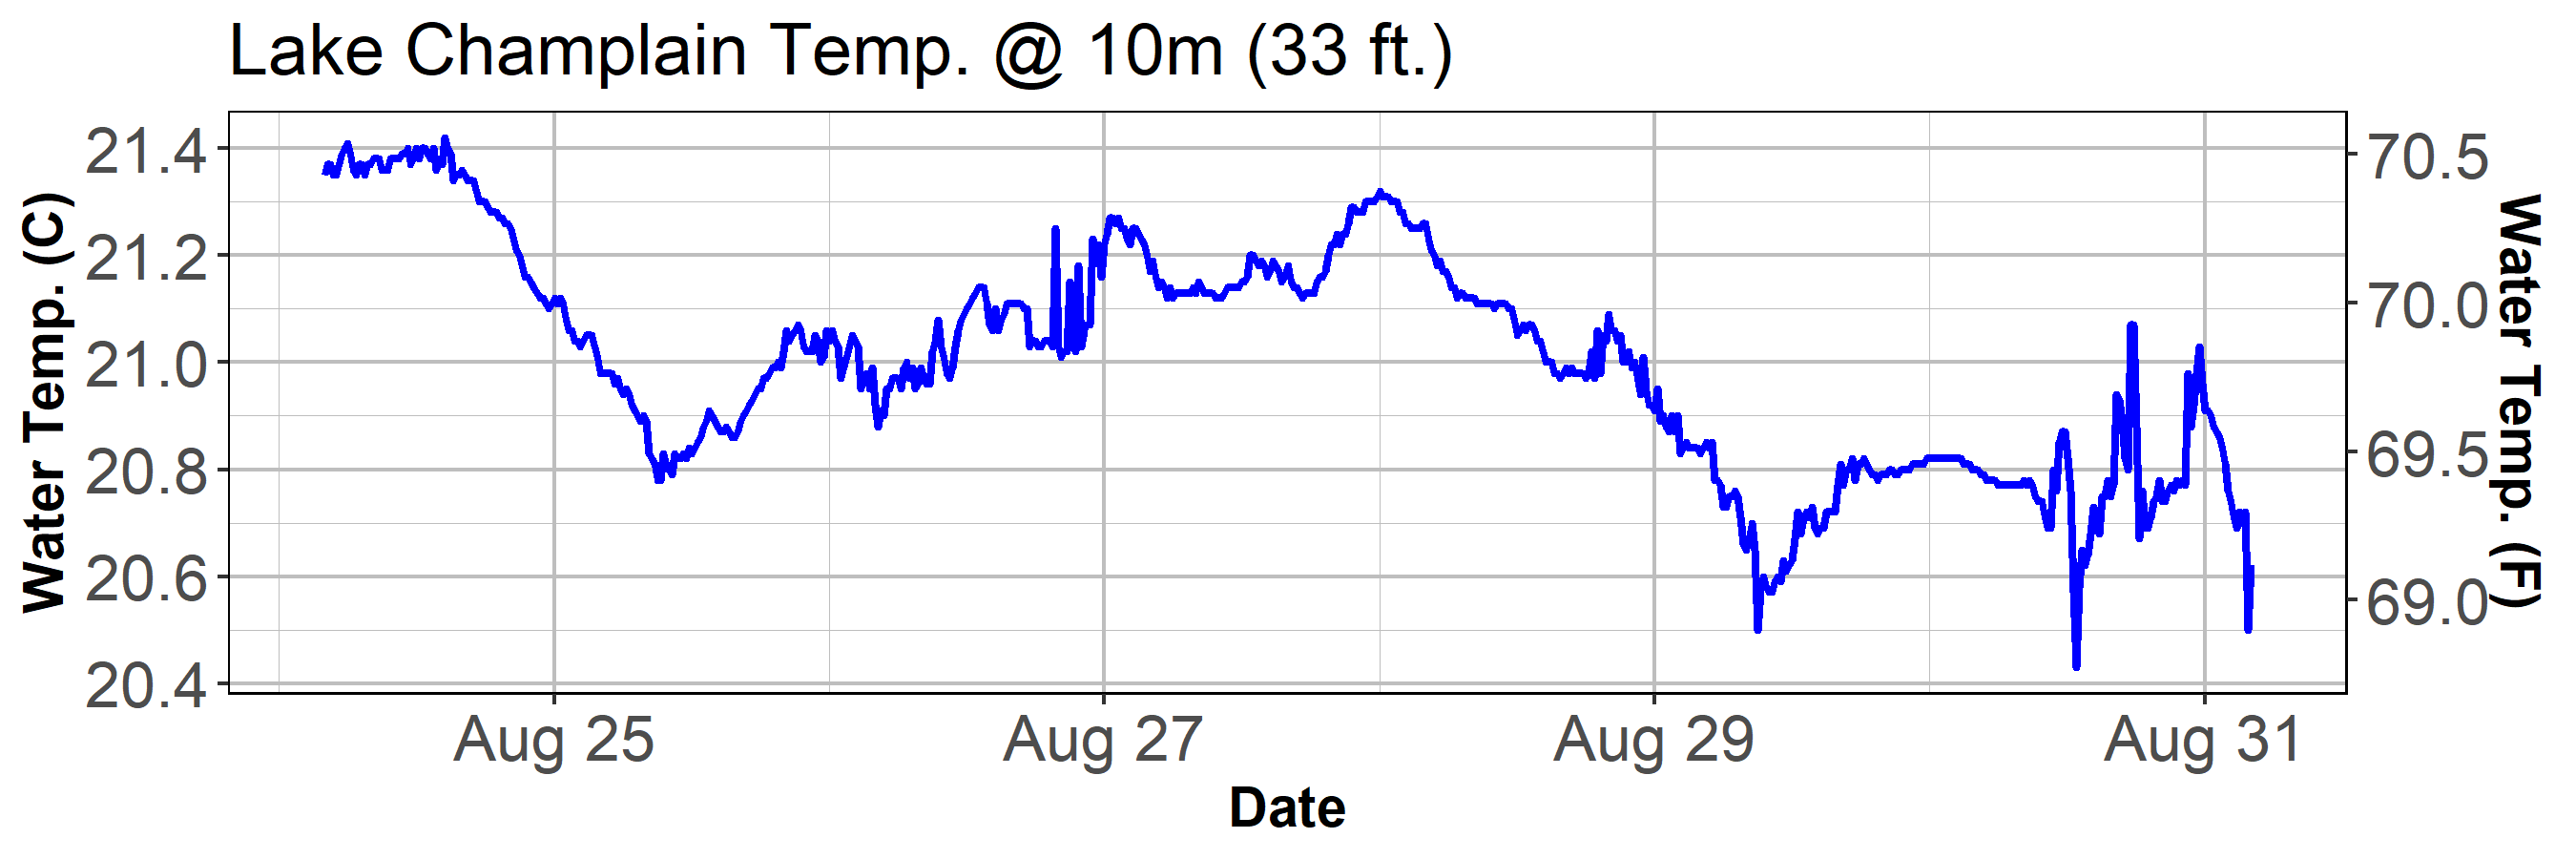 Lake Champlain Temp. @ 10m (33 ft.)
Water Temp. (C)
21.4
21.2
21.0
20.8
20.6
20.4
70.5
70.0
69.5
69.0
Water Temp. (F)
Aug 25 Aug 27 Aug 29 Aug 31
Date